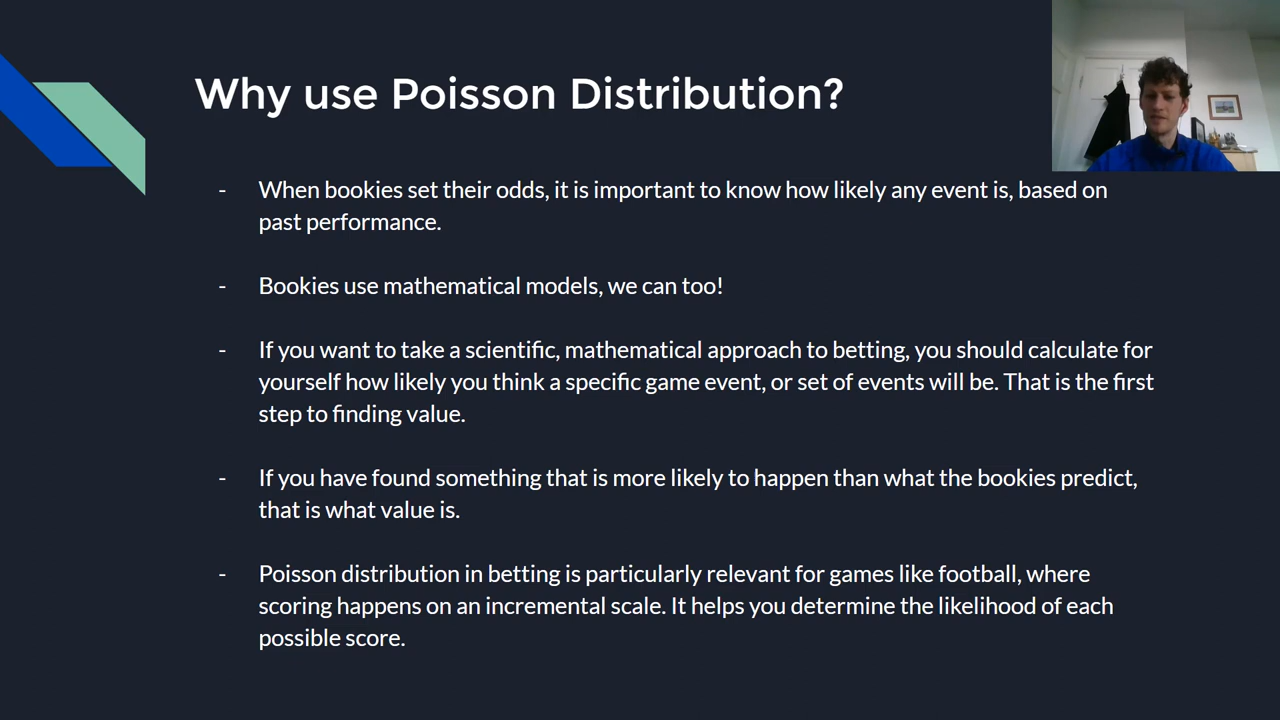 Why use Poisson Distribution?
- When bookies set their odds, it is important to know how likely any event is, based on
past performance.
- Bookies use mathematical models, we can too!
- If you want to take a scientific, mathematical approach to betting, you should calculate for
yourself how likely you think a specific game event, or set of events will be. That is the first
step to finding value.
- If you have found something that is more likely to happen than what the bookies predict,
that is what value is.
- Poisson distribution in betting is particularly relevant for games like football, where
scoring happens on an incremental scale. It helps you determine the likelihood of each
possible score.